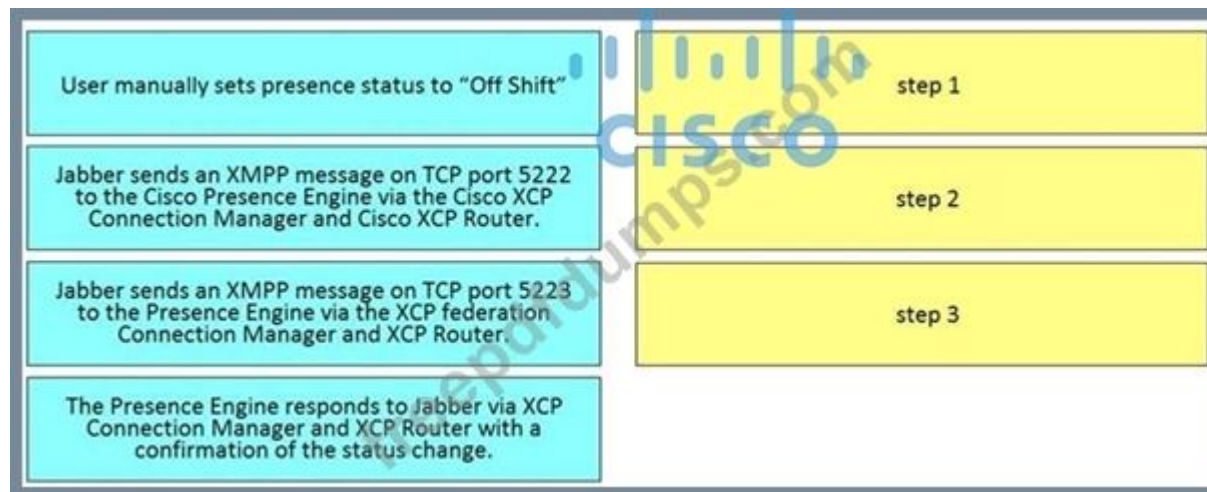 User manually sets presence status to “Off Shift”
step 1
CISCO
Jabber sends an XMPP message on TCP port 5222
to the Cisco Presence Engine via the Cisco XCP
Connection Manager and Cisco XCP Router.
step 2
Jabber sends an XMPP message on TCP port 5223
to the Presence Engine via the XCP federation
Connection Manager and XCP Router.
step 3
The Presence Engine responds to Jabber via XCP
Connection Manager and XCP Router with a
confirmation of the status change.
freepdfdumps.com